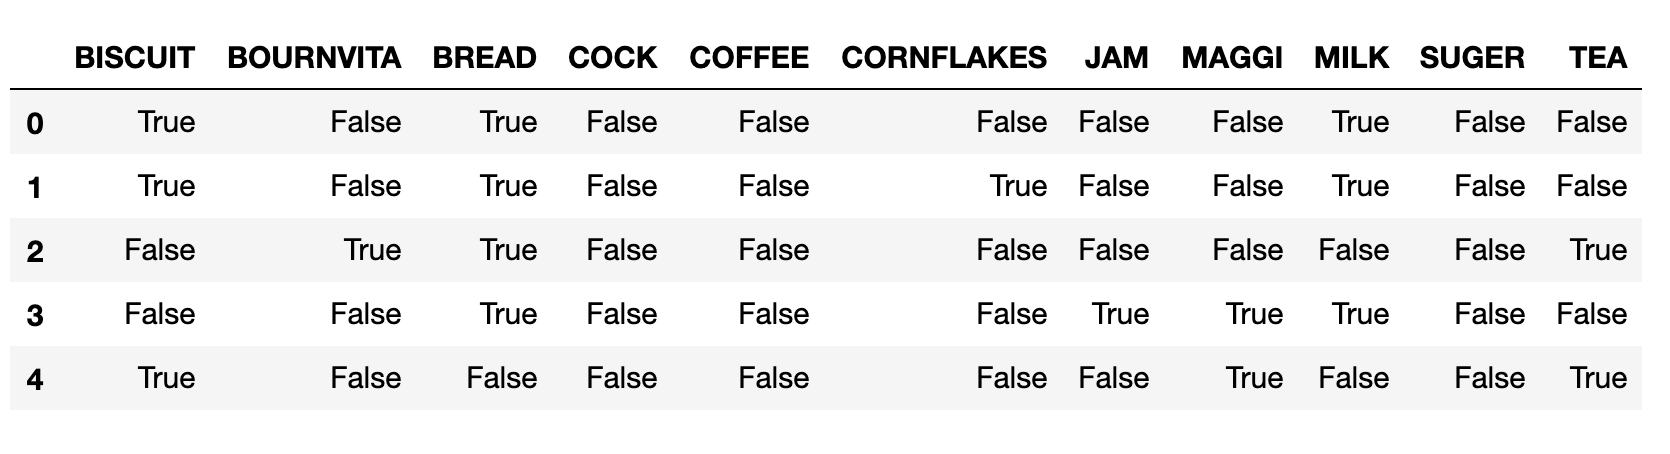 BISCUIT BOURNVITA BREAD COCK COFFEE CORNFLAKES JAM MAGGI MILK SUGER TEA
0 True False True False False False False False True False False
1 True False True False False True False False True False False
2 False True True False False False False False False False True
3 False False True False False False True True True False False
4 True False False False False False False True False False True